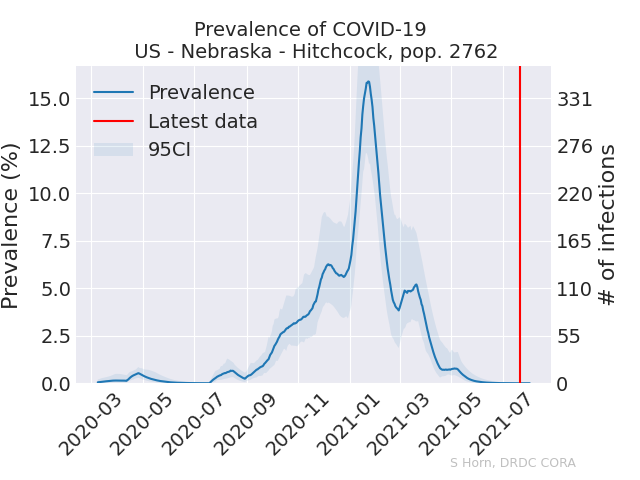 Prevalence of COVID-19
US - Nebraska - Hitchcock, pop. 2762
Prevalence
Latest data
95CI
Prevalence (%)
15.0
12.5
10.0
7.5
5.0
2.5
0.0
331
276
220
165
110
55
0
# of infections
2020-03
2020-05
2020-07
2020-09
2020-11
2021-01
2021-03
2021-05
2021-07
S Horn, DRDC CORA